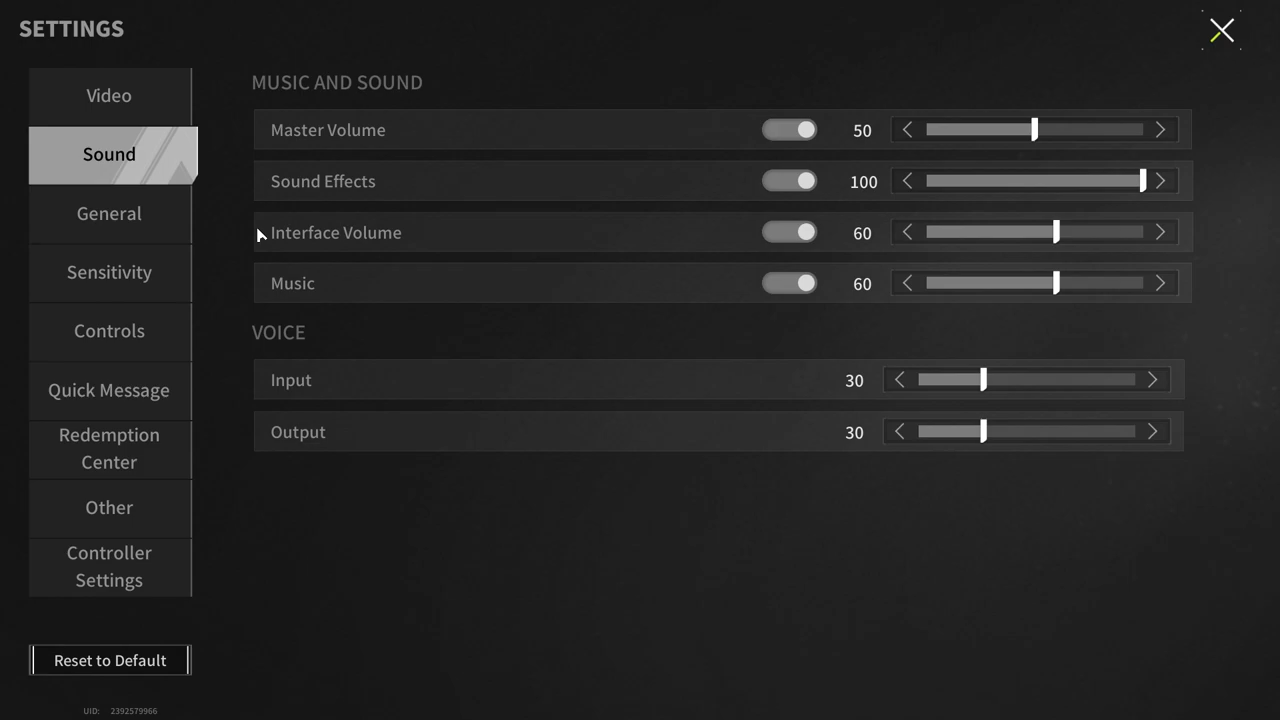 SETTINGS
Video
Sound
General
Sensitivity
Controls
Quick Message
Redemption
Center
Other
Controller
Settings
Reset to Default
UID: 2392579966
MUSIC AND SOUND
Master Volume 50
Sound Effects 100
Interface Volume 60
Music 60
VOICE
Input 30
Output 30